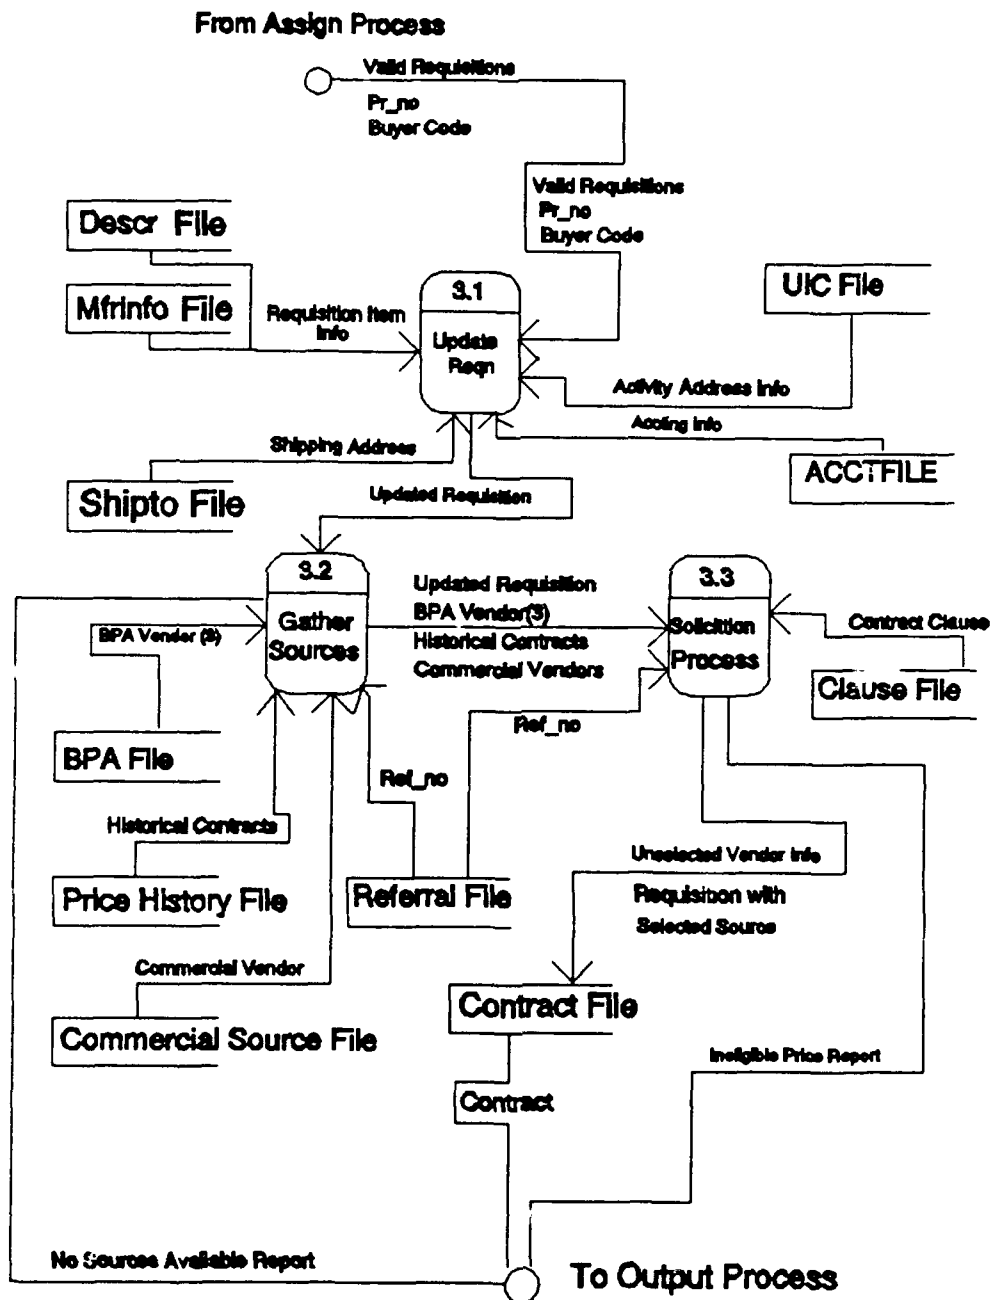 From Assign Process
Valid Requisitions
Pr_no
Buyer Code
Valid Requisitions
Pr_no
Buyer Code
Descr File
Mfrinfo File
Requisition Item
Info
3.1
Update
Reqn
UIC File
Activity Address Info
Accting Info
ACCTFILE
Shipping Address
Shipto File
Updated Requisition
3.2
Gather
Sources
Updated Requisition
BPA Vendor(3)
Historical Contracts
Commercial Vendors
3.3
Solicittion
Process
Contract Clause
Clause File
BPA Vendor (3)
BPA File
Ref_no
Ref_no
Historical Contracts
Price History File
Referral File
Unselected Vendor Info
Requisition with
Selected Source
Commercial Vendor
Commercial Source File
Contract File
Contract
Ineligible Price Report
No Sources Available Report
To Output Process